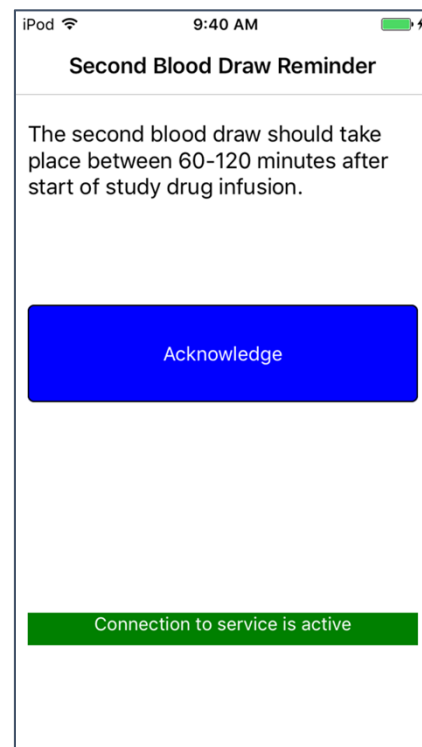 iPod 9:40 AM
Second Blood Draw Reminder
The second blood draw should take
place between 60-120 minutes after
start of study drug infusion.
Acknowledge
Connection to service is active